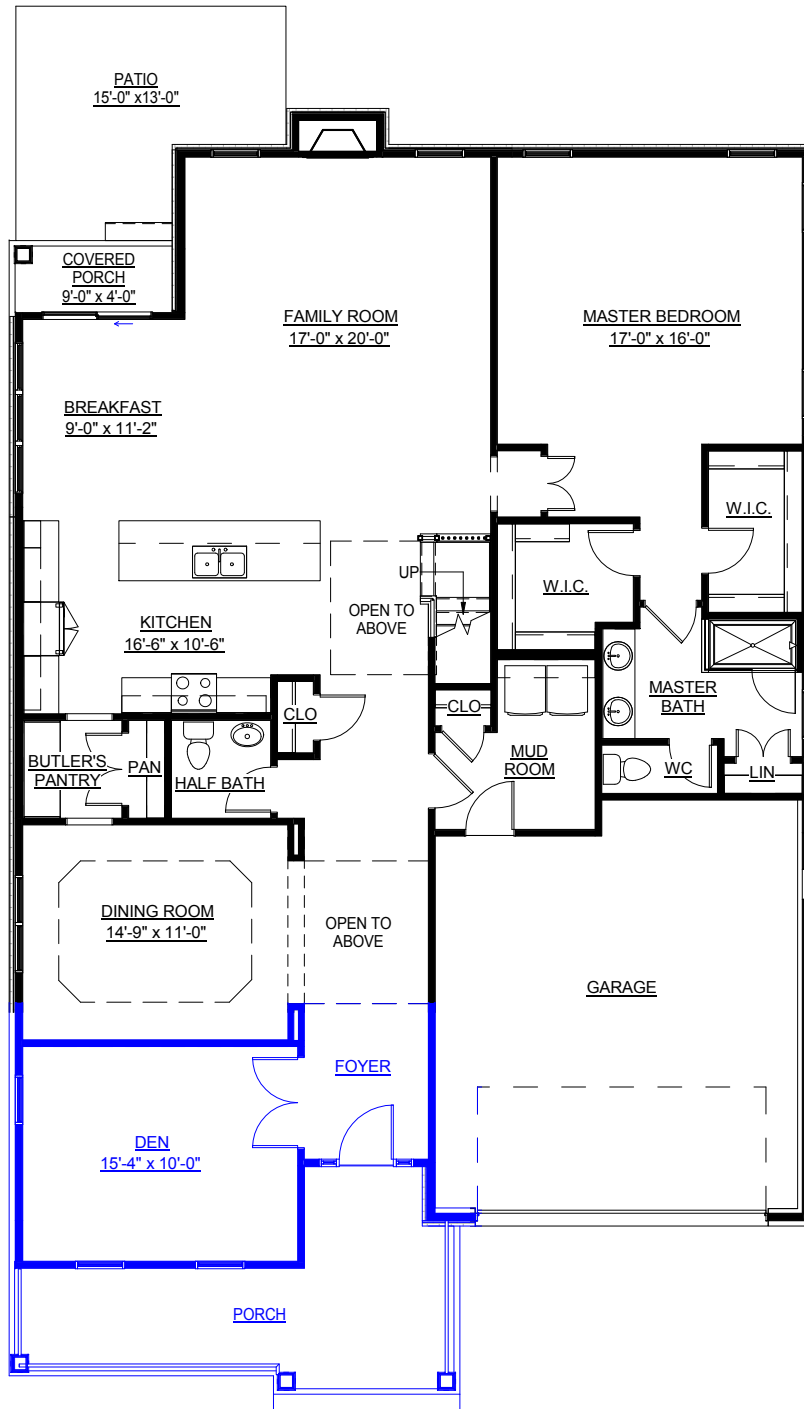 PATIO
15'-0" x13'-0"
COVERED
PORCH
9'-0" x 4'-0"
FAMILY ROOM
17'-0" x 20'-0"
MASTER BEDROOM
17'-0" x 16'-0"
BREAKFAST
9'-0" x 11'-2"
W.I.C.
UP
W.I.C.
OPEN TO
ABOVE
KITCHEN
16'-6" x 10'-6"
MASTER
BATH
CLO
CLO
MUD
ROOM
BUTLER'S
PANTRY
PAN
HALF BATH
WC
LIN
DINING ROOM
14'-9" x 11'-0"
OPEN TO
ABOVE
GARAGE
FOYER
DEN
15'-4" x 10'-0"
PORCH